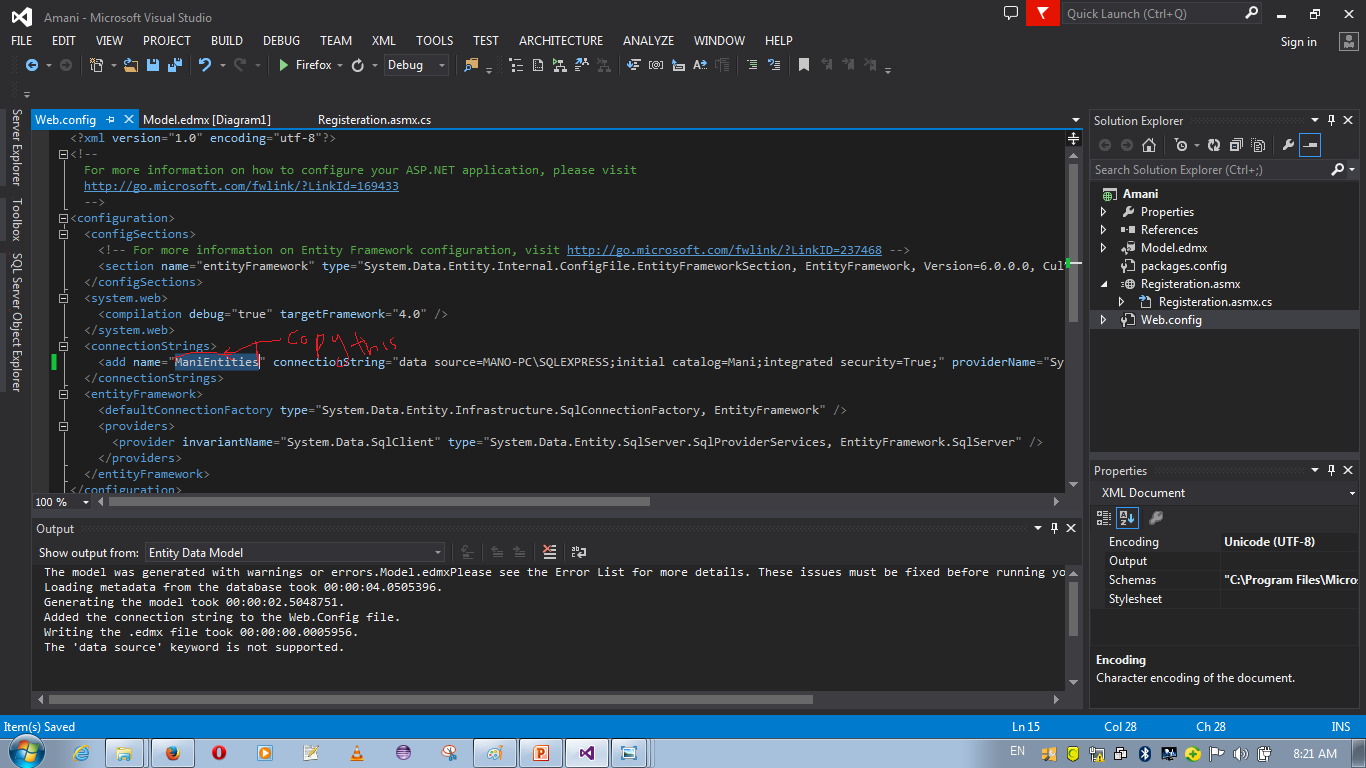 Amani - Microsoft Visual Studio
Quick Launch (Ctrl+Q)
FILE EDIT VIEW PROJECT BUILD DEBUG TEAM XML TOOLS TEST ARCHITECTURE ANALYZE WINDOW HELP
Sign in
Firefox Debug
Server Explorer
Toolbox
SQL Server Object Explorer
Web.config Model.edmx [Diagram1] Registeration.asmx.cs
<?xml version="1.0" encoding="utf-8"?>
<!--
For more information on how to configure your ASP.NET application, please visit
http://go.microsoft.com/fwlink/?LinkId=169433
-->
<configuration>
<configSections>
<!-- For more information on Entity Framework configuration, visit http://go.microsoft.com/fwlink/?LinkID=237468 -->
<section name="entityFramework" type="System.Data.Entity.Internal.ConfigFile.EntityFrameworkSection, EntityFramework, Version=6.0.0.0, Cul
</configSections>
<system.web>
<compilation debug="true" targetFramework="4.0" />
</system.web>
<connectionStrings>
copy this
<add name="ManiEntities" connectionString="data source=MANO-PC\SQLEXPRESS;initial catalog=Mani;integrated security=True;" providerName="Sy
</connectionStrings>
<entityFramework>
<defaultConnectionFactory type="System.Data.Entity.Infrastructure.SqlConnectionFactory, EntityFramework" />
<providers>
<provider invariantName="System.Data.SqlClient" type="System.Data.Entity.SqlServer.SqlProviderServices, EntityFramework.SqlServer" />
</providers>
</entityFramework>
</configuration>
100 %
Output
Show output from: Entity Data Model
The model was generated with warnings or errors.Model.edmxPlease see the Error List for more details. These issues must be fixed before running yo
Loading metadata from the database took 00:00:04.0505396.
Generating the model took 00:00:02.5048751.
Added the connection string to the Web.Config file.
Writing the .edmx file took 00:00:00.0005956.
The 'data source' keyword is not supported.
Solution Explorer
Search Solution Explorer (Ctrl+;)
Amani
Properties
References
Model.edmx
packages.config
Registeration.asmx
Registeration.asmx.cs
Web.config
Properties
XML Document
Encoding Unicode (UTF-8)
Output
Schemas "C:\Program Files\Micros
Stylesheet
Encoding
Character encoding of the document.
Item(s) Saved Ln 15 Col 28 Ch 28 INS
EN 8:21 AM